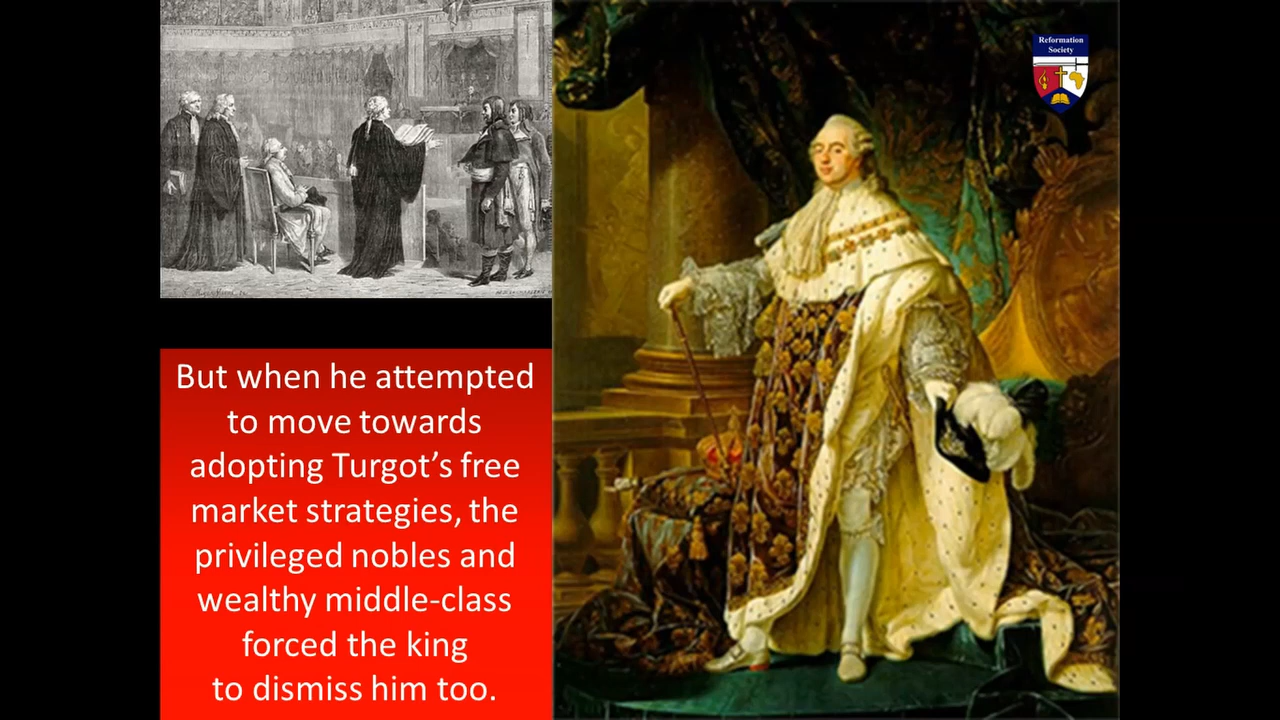 Reformation
Society
But when he attempted
to move towards
adopting Turgot’s free
market strategies, the
privileged nobles and
wealthy middle-class
forced the king
to dismiss him too.